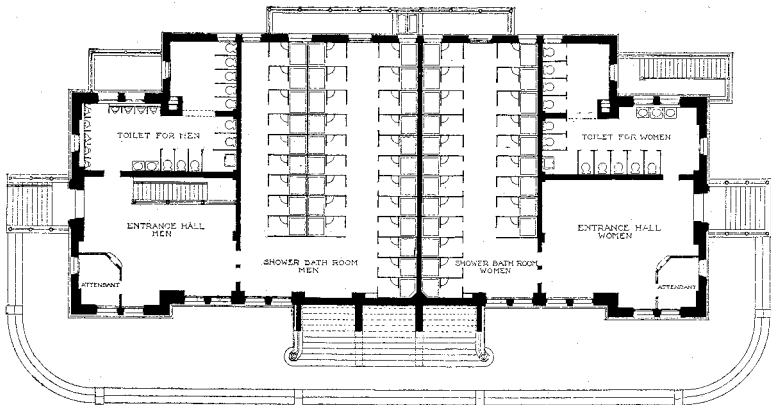 TOILET FOR MEN
TOILET FOR WOMEN
ENTRANCE HALL
MEN
ENTRANCE HALL
WOMEN
SHOWER BATH ROOM
MEN
SHOWER BATH ROOM
WOMEN
ATTENDANT
ATTENDANT